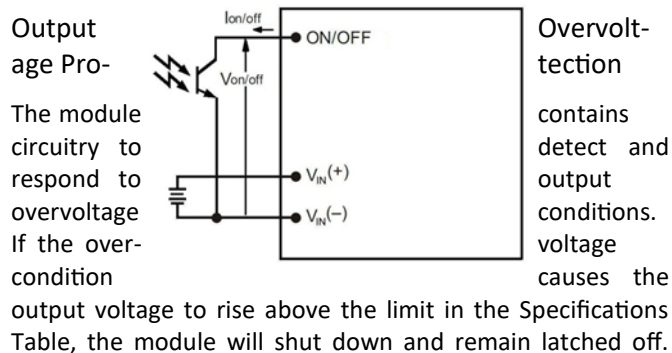 Output Overvolt-
age Pro- tection
The module contains
circuitry to detect and
respond to output
overvoltage conditions.
If the over- voltage
condition causes the
output voltage to rise above the limit in the Specifications
Table, the module will shut down and remain latched off.
Ion/off
ON/OFF
Von/off
VIN(+)
VIN(−)